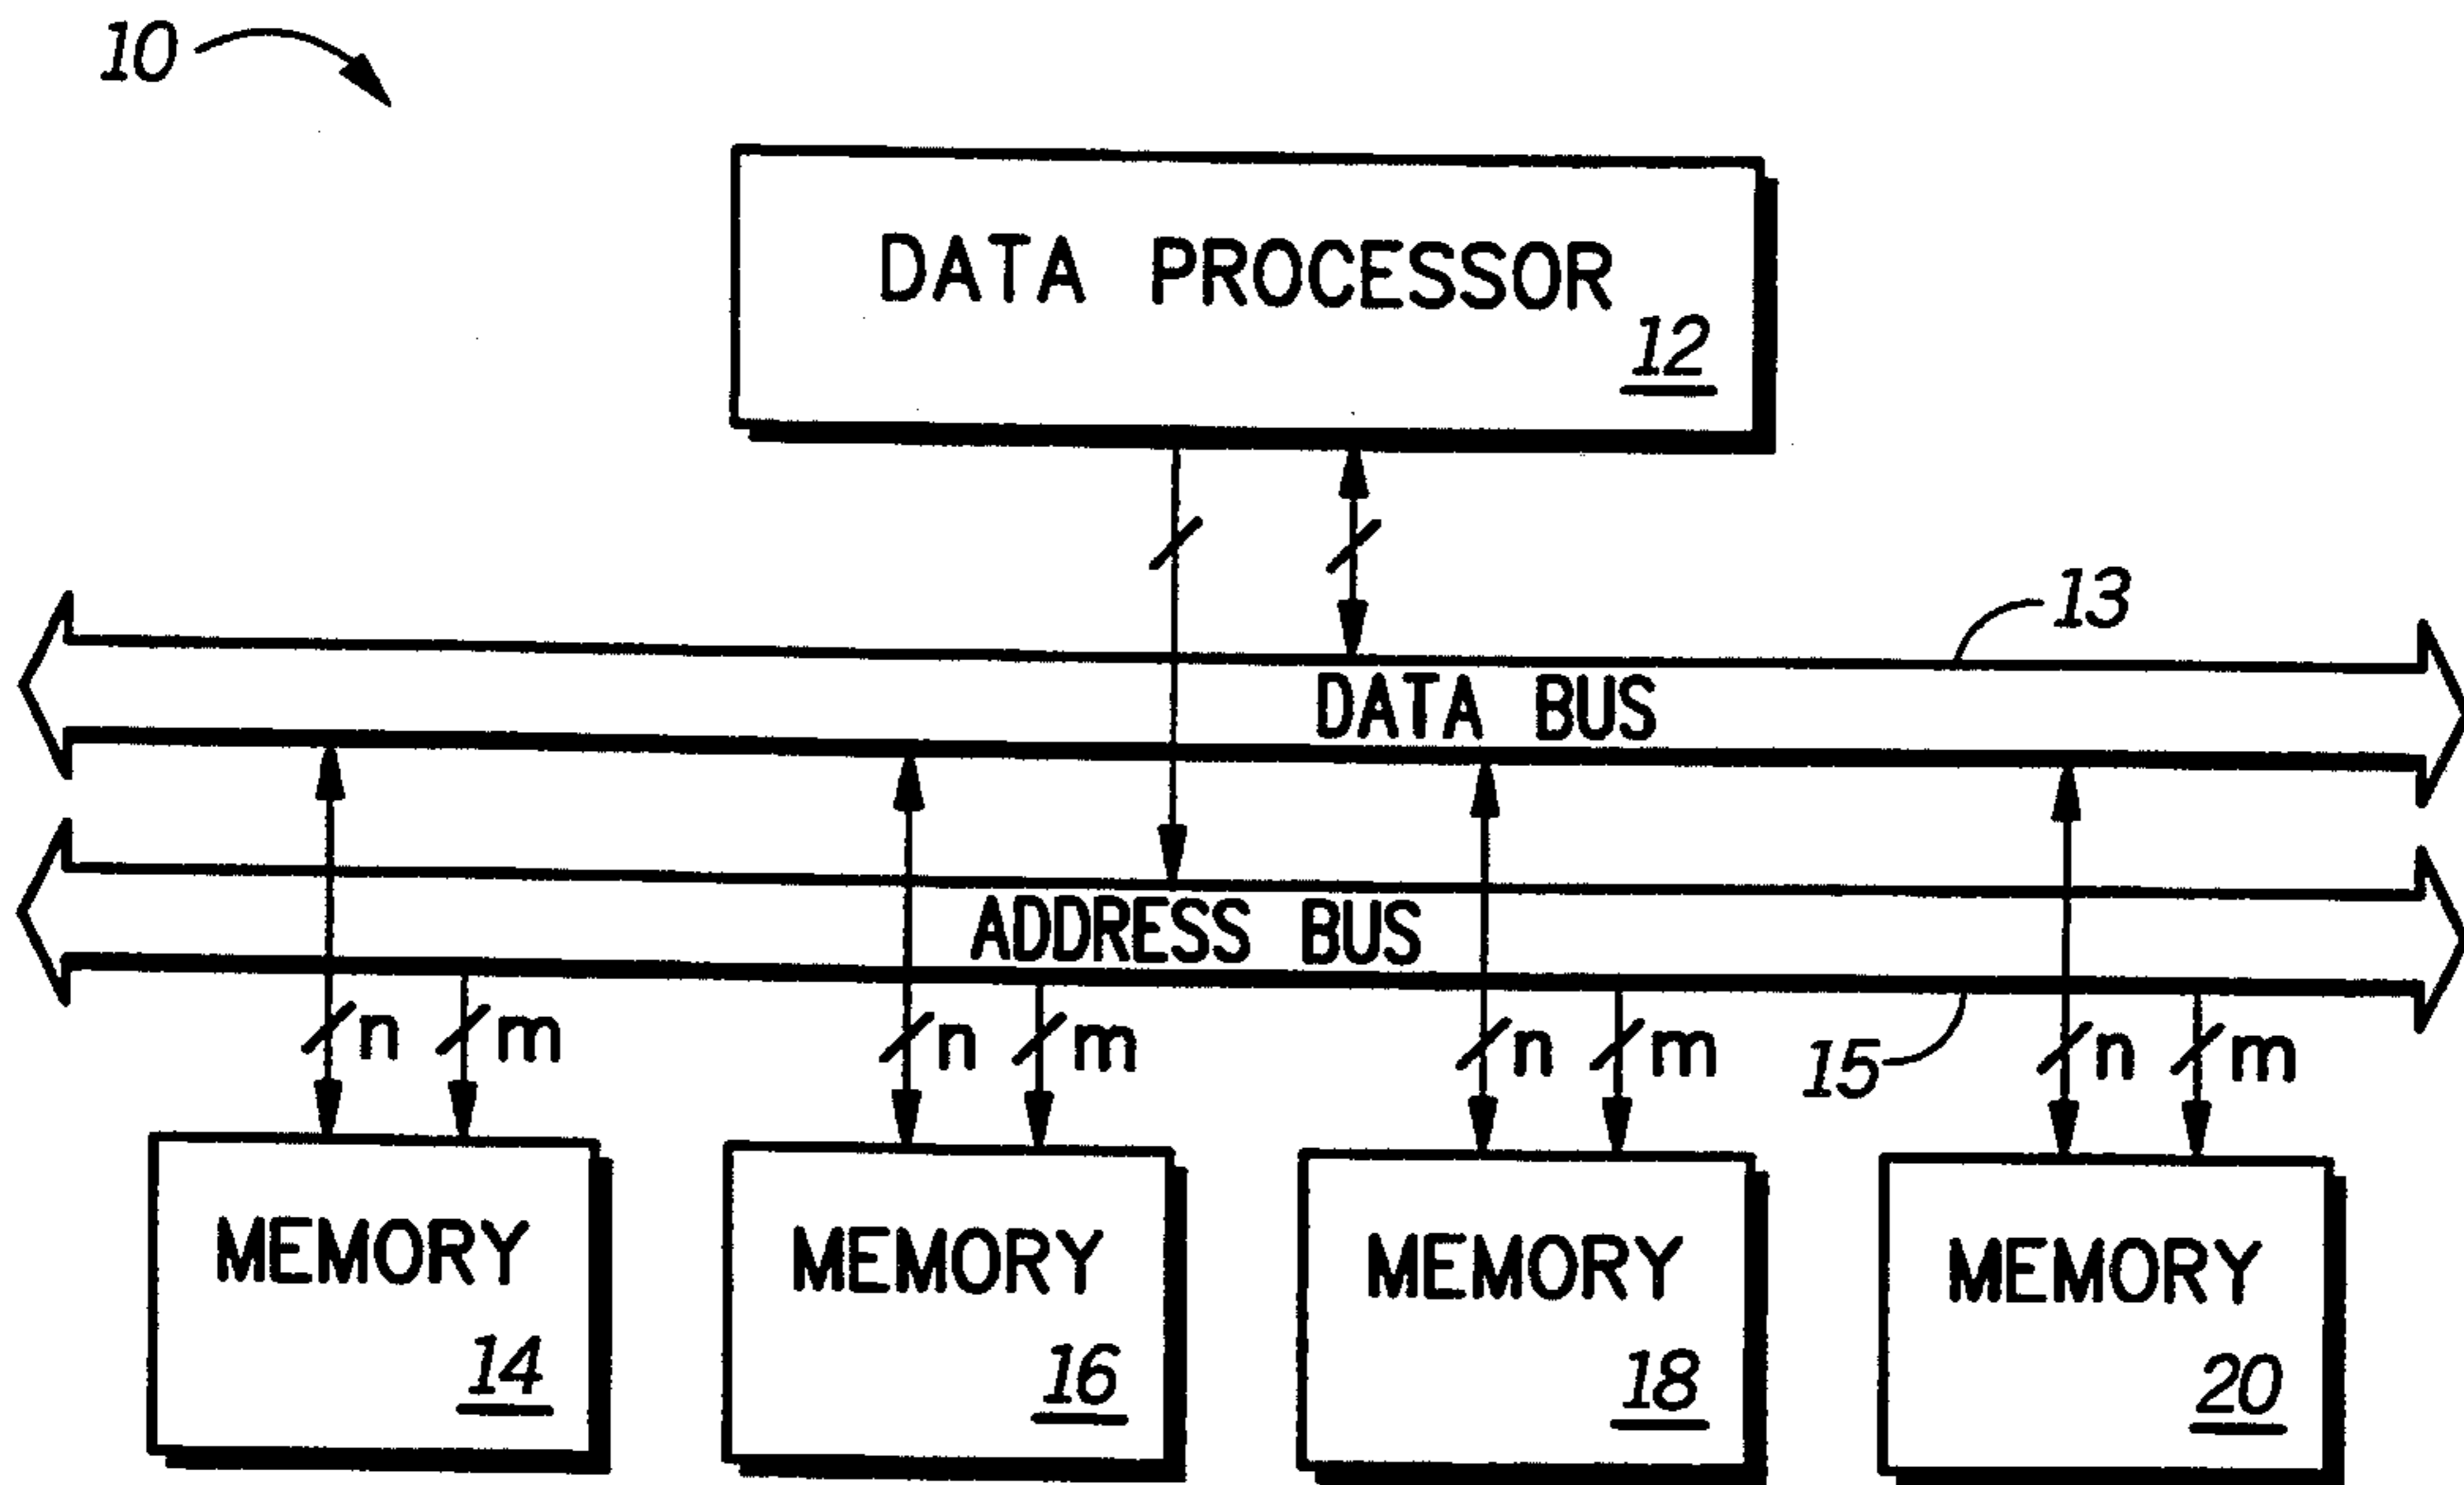 10
DATA PROCESSOR
12
13
DATA BUS
ADDRESS BUS
n m n m n m 15 n m
MEMORY MEMORY MEMORY MEMORY
14 16 18 20